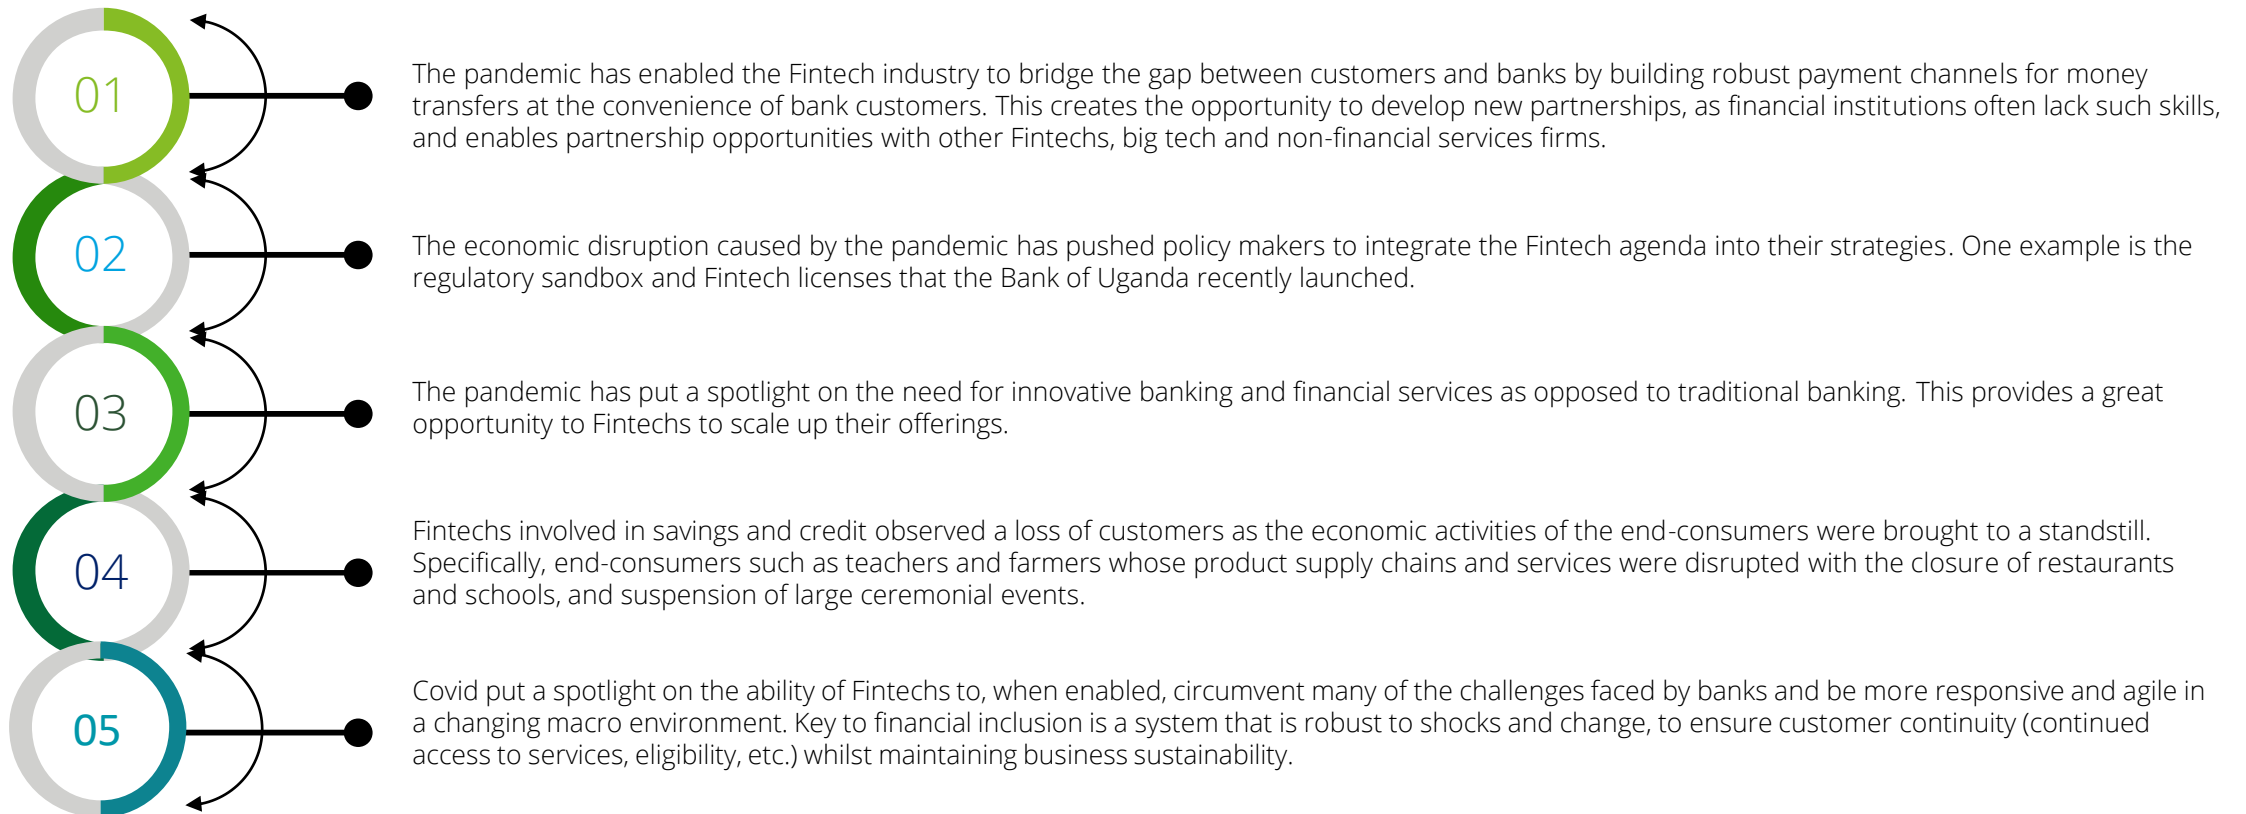 01
The pandemic has enabled the Fintech industry to bridge the gap between customers and banks by building robust payment channels for money
transfers at the convenience of bank customers. This creates the opportunity to develop new partnerships, as financial institutions often lack such skills,
and enables partnership opportunities with other Fintechs, big tech and non-financial services firms.
02
The economic disruption caused by the pandemic has pushed policy makers to integrate the Fintech agenda into their strategies. One example is the
regulatory sandbox and Fintech licenses that the Bank of Uganda recently launched.
03
The pandemic has put a spotlight on the need for innovative banking and financial services as opposed to traditional banking. This provides a great
opportunity to Fintechs to scale up their offerings.
04
Fintechs involved in savings and credit observed a loss of customers as the economic activities of the end-consumers were brought to a standstill.
Specifically, end-consumers such as teachers and farmers whose product supply chains and services were disrupted with the closure of restaurants
and schools, and suspension of large ceremonial events.
05
Covid put a spotlight on the ability of Fintechs to, when enabled, circumvent many of the challenges faced by banks and be more responsive and agile in
a changing macro environment. Key to financial inclusion is a system that is robust to shocks and change, to ensure customer continuity (continued
access to services, eligibility, etc.) whilst maintaining business sustainability.